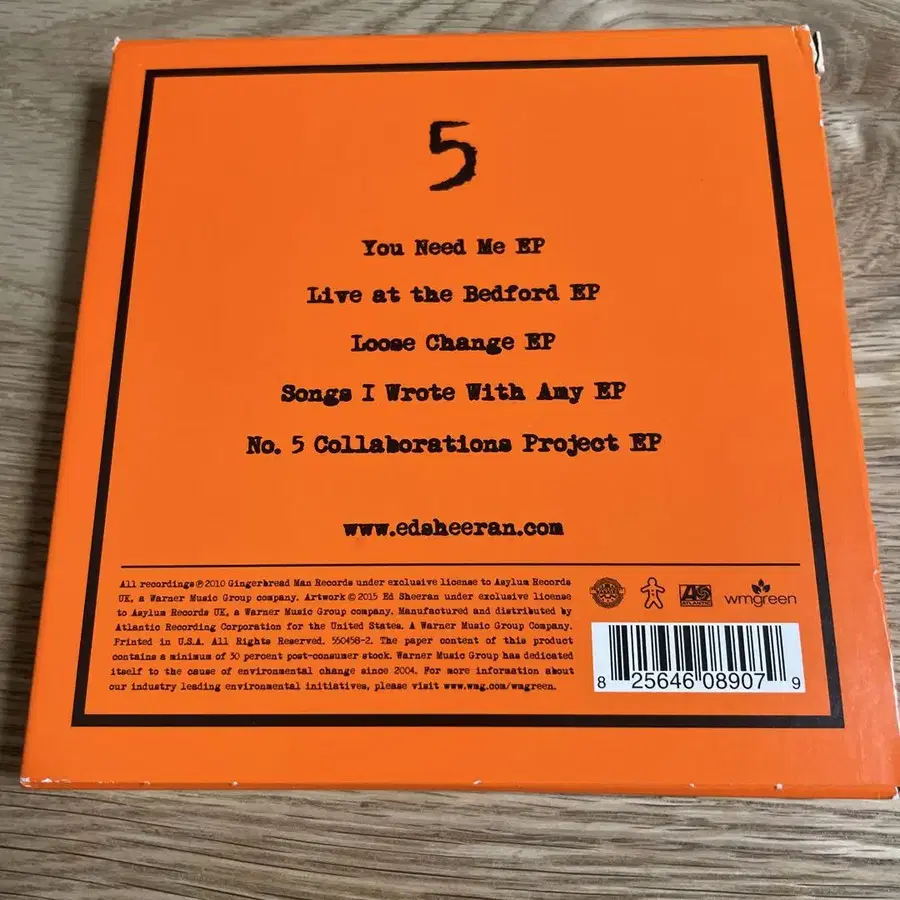 5
You Need Me EP
Live at the Bedford EP
Loose Change EP
Songs I Wrote With Amy EP
No. 5 Collaborations Project EP
www.edsheeran.com
All recordings ℗ 2010 Gingerbread Man Records under exclusive license to Asylum Records
UK, a Warner Music Group company. Artwork © 2015 Ed Sheeran under exclusive license
to Asylum Records UK, a Warner Music Group company. Manufactured and distributed by
Atlantic Recording Corporation for the United States. A Warner Music Group Company.
Printed in U.S.A. All Rights Reserved. 550458-2. The paper content of this product
contains a minimum of 30 percent post-consumer stock. Warner Music Group has dedicated
itself to the cause of environmental change since 2004. For more information about
our industry leading environmental initiatives, please visit www.wmg.com/wmgreen.
ATLANTIC
wmgreen
8 25646 08907 9